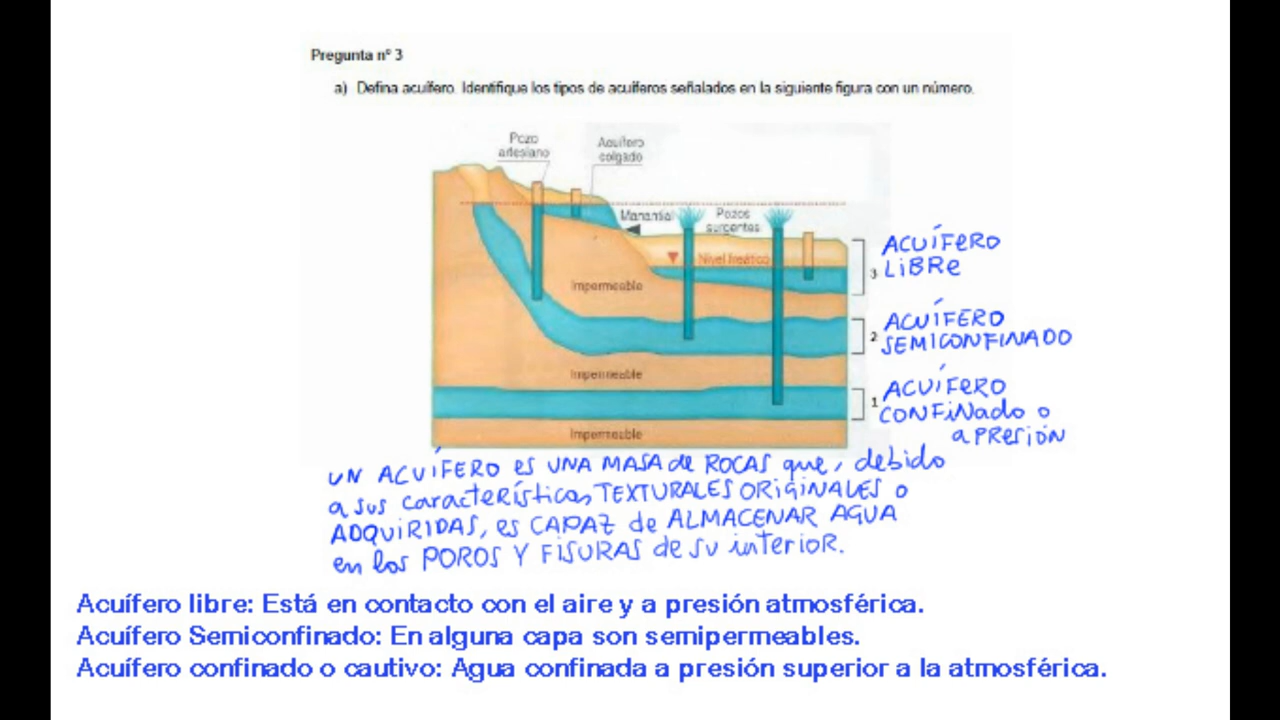 Pregunta nº 3
a) Defina acuífero. Identifique los tipos de acuíferos señalados en la siguiente figura con un número.
Pozo
artesiano
Acuífero
colgado
Manantial
Pozos
surgentes
Nivel freático
Impermeable
3
ACUÍFERO
LIBRE
2
ACUÍFERO
SEMICONFINADO
Impermeable
1
ACUÍFERO
CONFINADO o
a PRESIÓN
Impermeable
UN ACUÍFERO es UNA MASA de ROCAS que, debido
a sus características TEXTURALES ORIGINALES o
ADQUIRIDAS, es CAPAZ de ALMACENAR AGUA
en los POROS Y FISURAS de su interior.
Acuífero libre: Está en contacto con el aire y a presión atmosférica.
Acuífero Semiconfinado: En alguna capa son semipermeables.
Acuífero confinado o cautivo: Agua confinada a presión superior a la atmosférica.